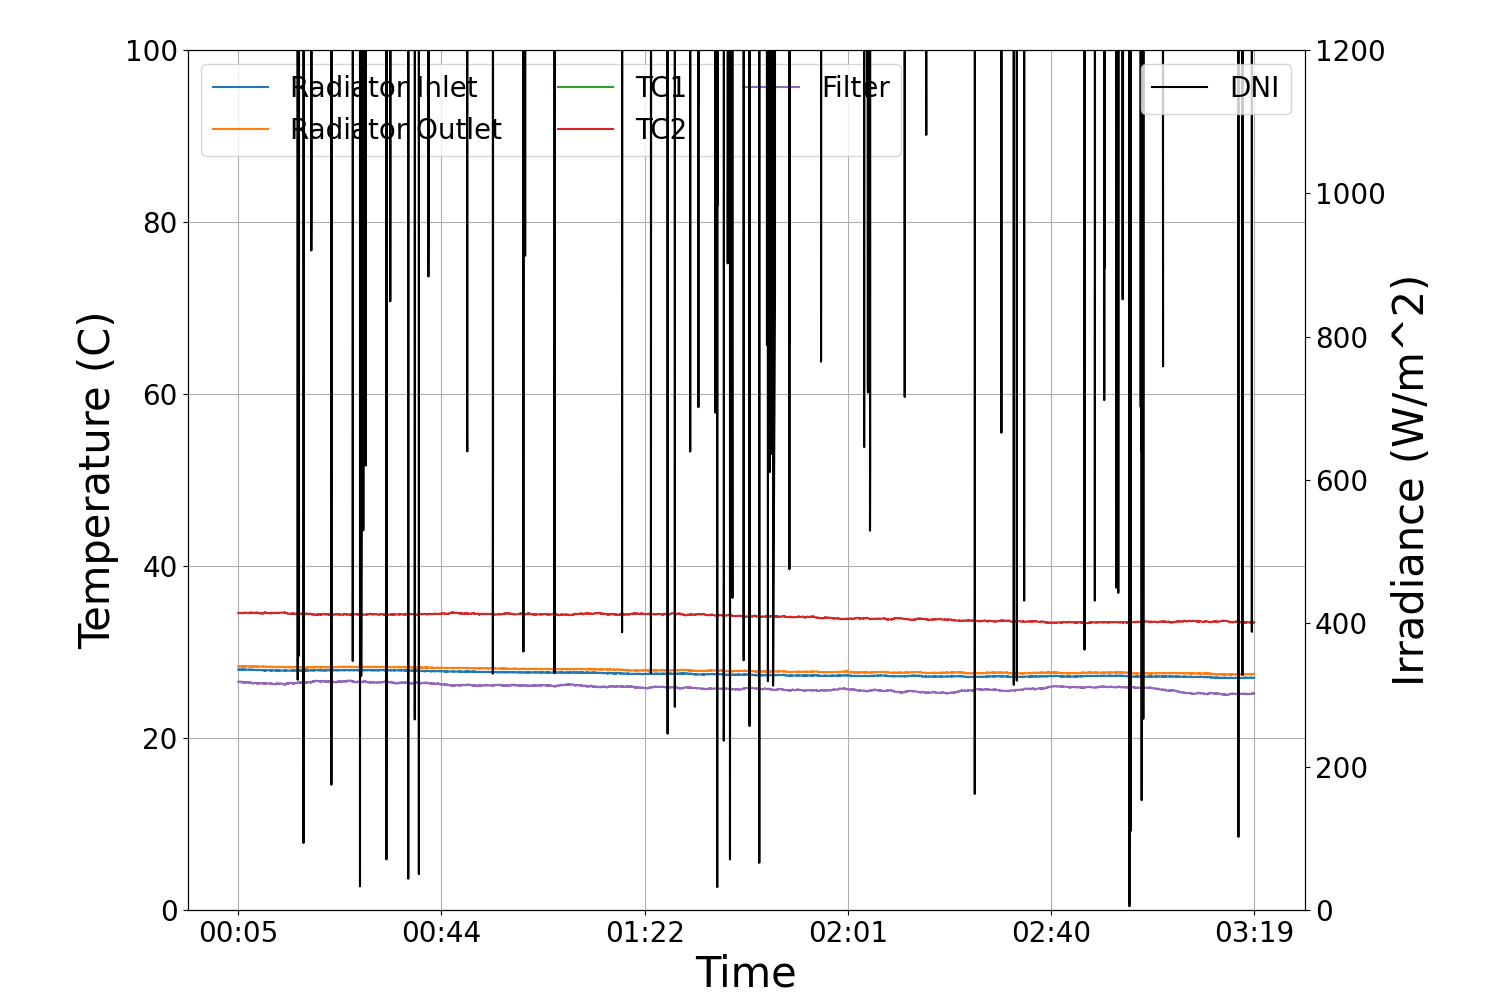 100
80
60
40
20
0
Temperature (C)
Radiator Inlet
Radiator Outlet
TC1
TC2
Filter
DNI
1200
1000
800
600
400
200
0
Irradiance (W/m^2)
00:05 00:44 01:22 02:01 02:40 03:19
Time